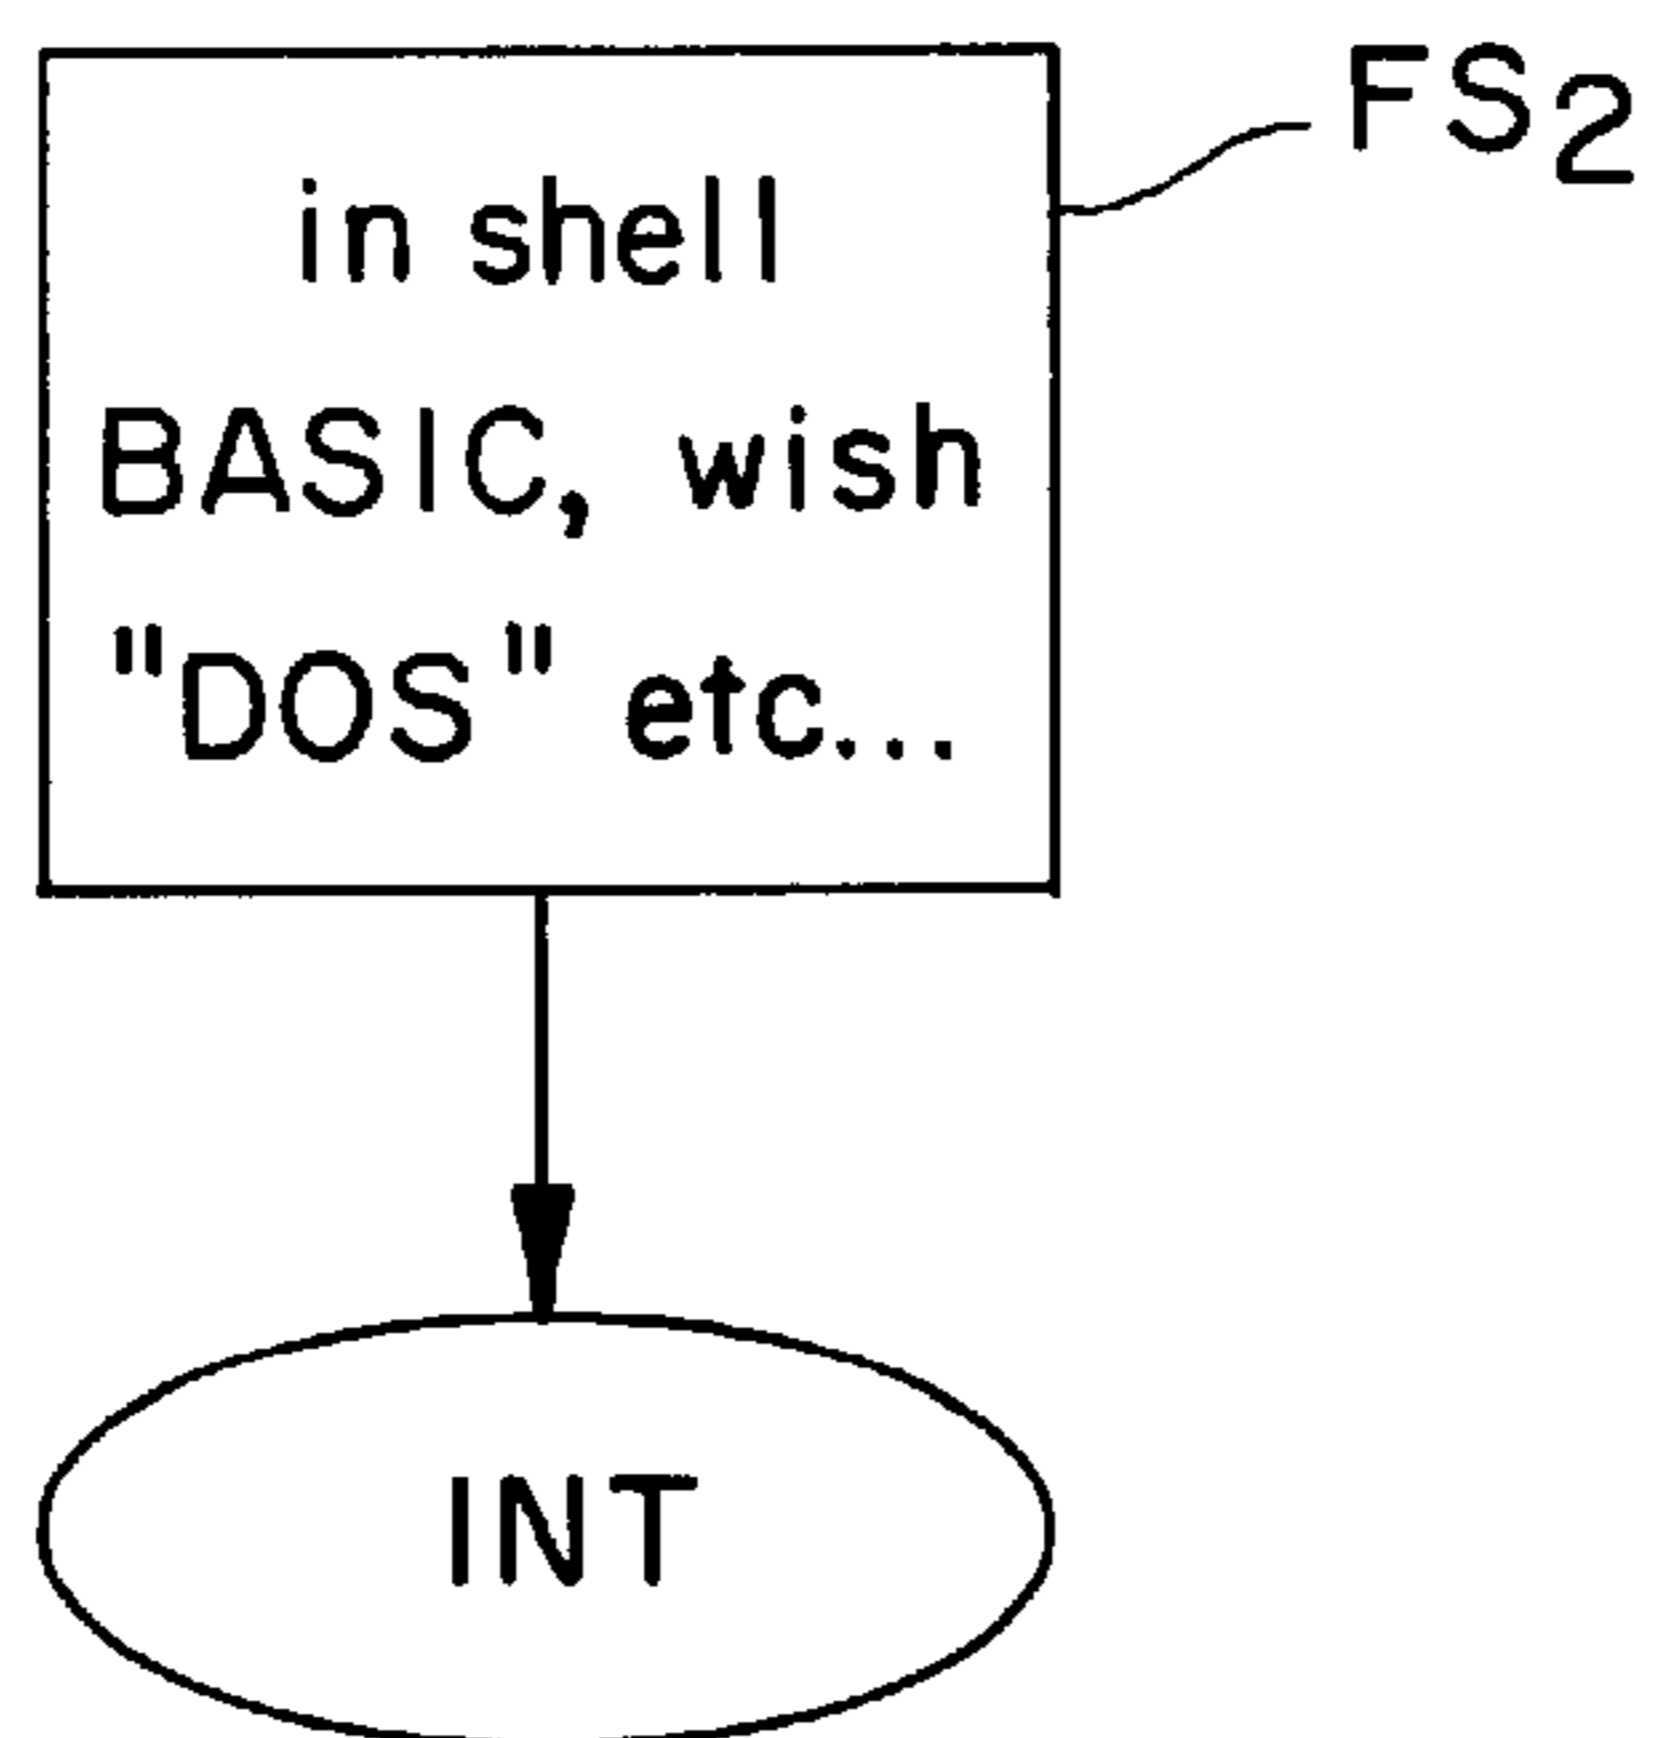 FS2
in shell
BASIC, wish
"DOS" etc...
INT